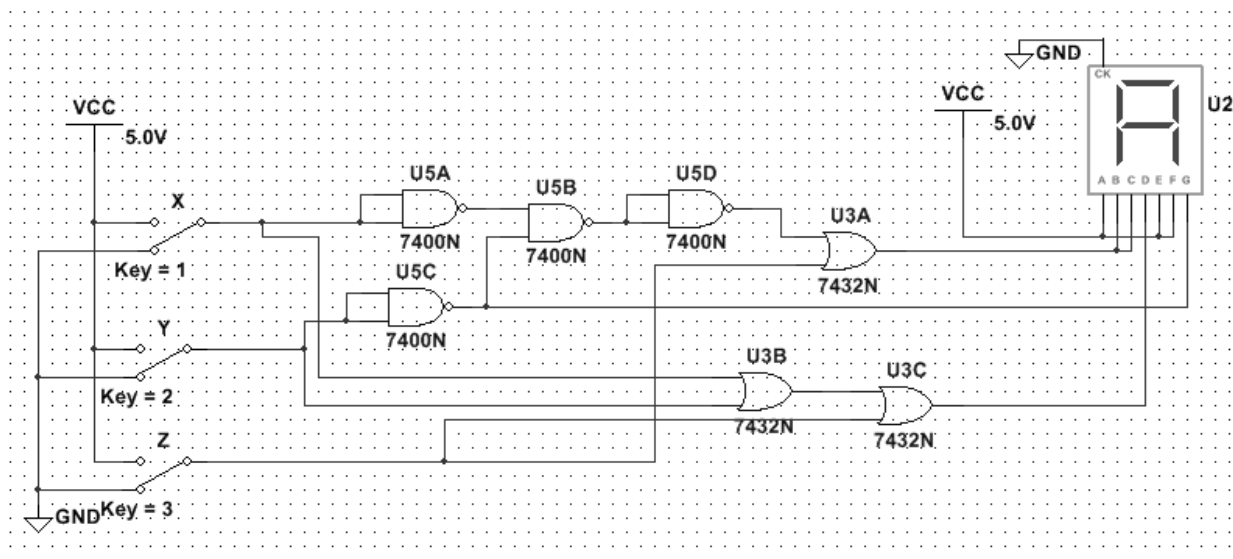 GND
CK
U2
A B C D E F G
VCC
5.0V
VCC
5.0V
X
Key = 1
U5A
7400N
U5B
7400N
U5D
7400N
U3A
7432N
U5C
7400N
Y
Key = 2
U3B
7432N
U3C
7432N
Z
Key = 3
GND